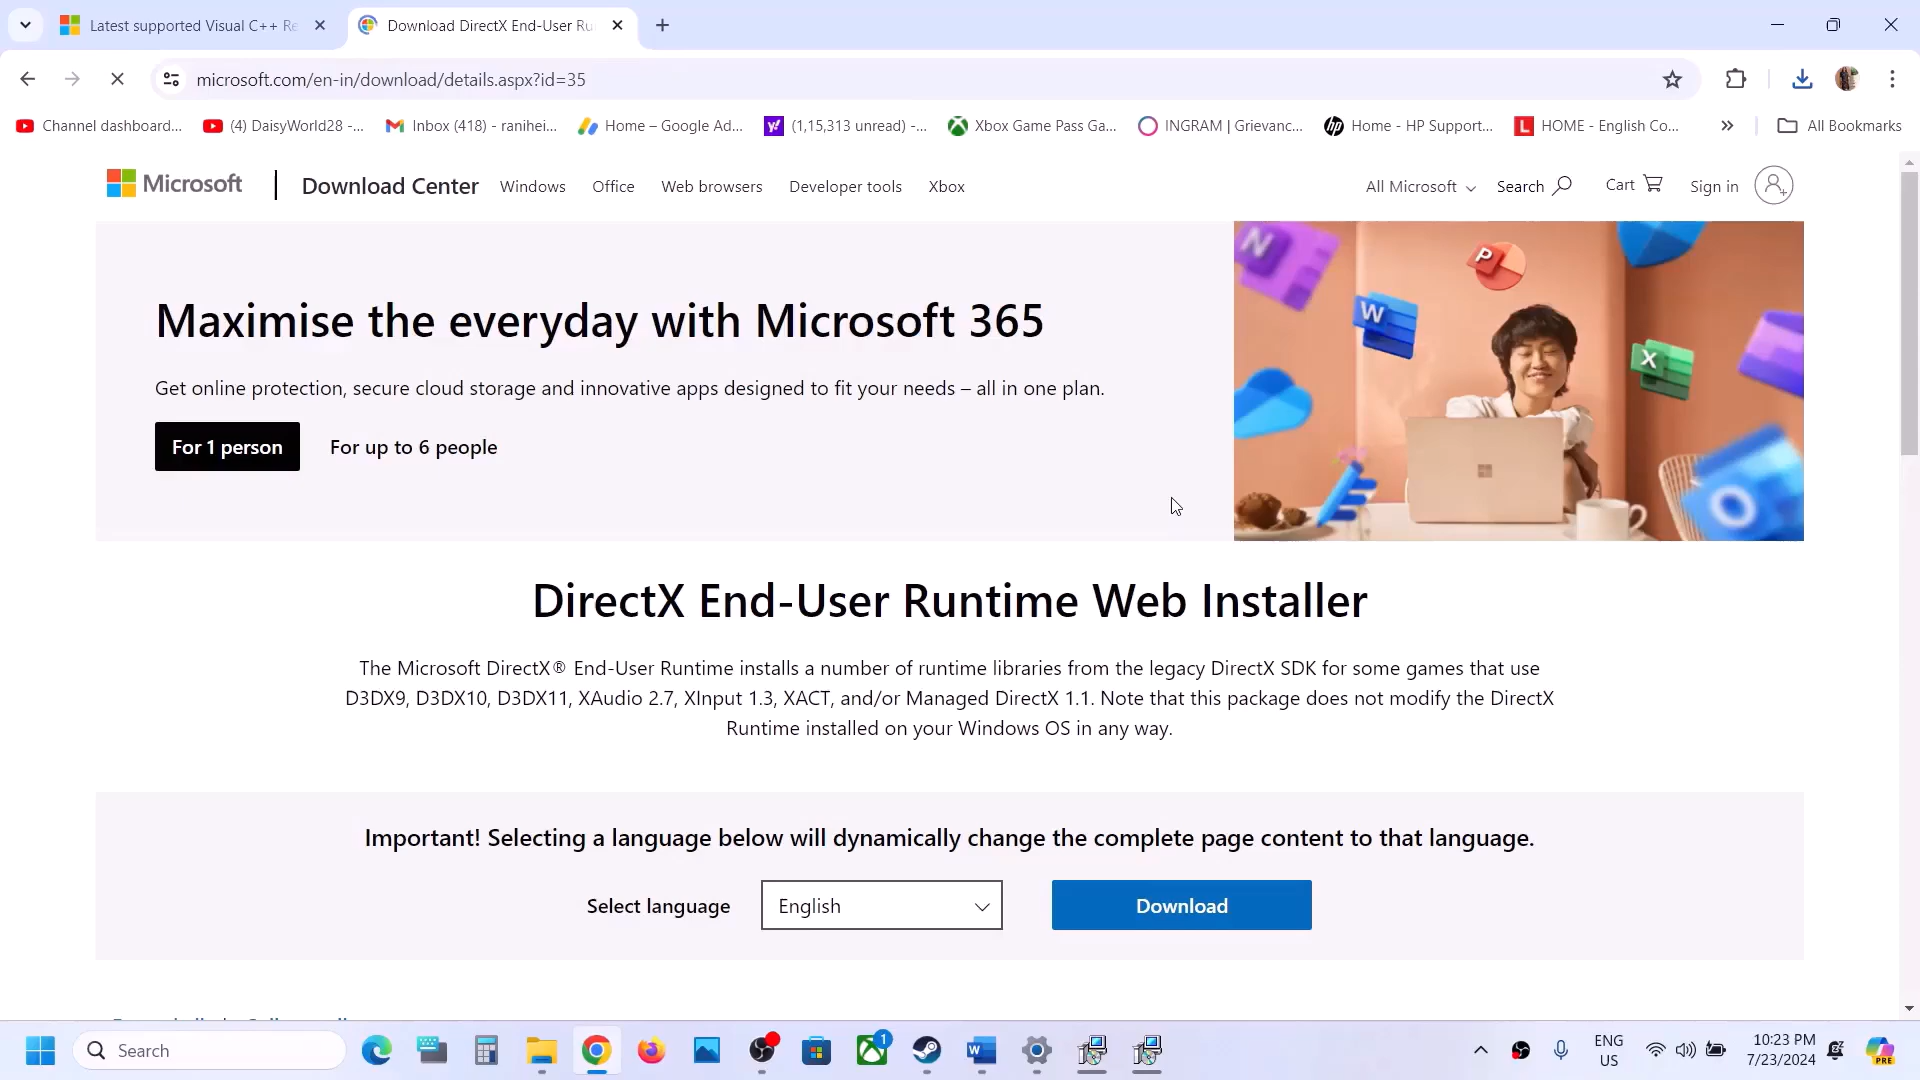 Latest supported Visual C++ Re
Download DirectX End-User Ru
microsoft.com/en-in/download/details.aspx?id=35
Channel dashboard...
(4) DaisyWorld28 -...
Inbox (418) - ranihei...
Home – Google Ad...
(1,15,313 unread) -...
Xbox Game Pass Ga...
INGRAM | Grievanc...
Home - HP Support...
HOME - English Co...
All Bookmarks
Microsoft
Download Center
Windows
Office
Web browsers
Developer tools
Xbox
All Microsoft
Search
Cart
Sign in
Maximise the everyday with Microsoft 365
Get online protection, secure cloud storage and innovative apps designed to fit your needs – all in one plan.
For 1 person
For up to 6 people
DirectX End-User Runtime Web Installer
The Microsoft DirectX® End-User Runtime installs a number of runtime libraries from the legacy DirectX SDK for some games that use
D3DX9, D3DX10, D3DX11, XAudio 2.7, XInput 1.3, XACT, and/or Managed DirectX 1.1. Note that this package does not modify the DirectX
Runtime installed on your Windows OS in any way.
Important! Selecting a language below will dynamically change the complete page content to that language.
Select language
English
Download
Search
1
ENG
US
10:23 PM
7/23/2024
PRE